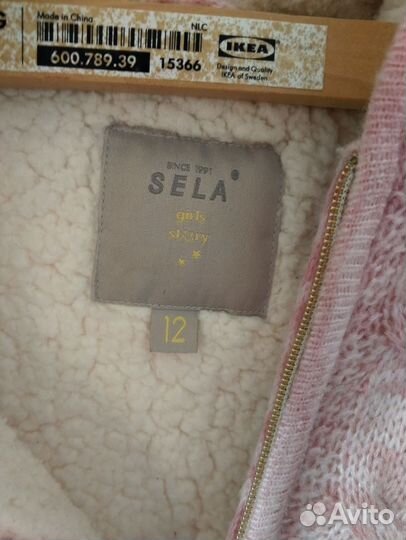 G
Made in China
NLC
600.789.39
15366
IKEA
Design and Quality
IKEA of Sweden
SINCE 1991
SELA
girls
story
12
Avito